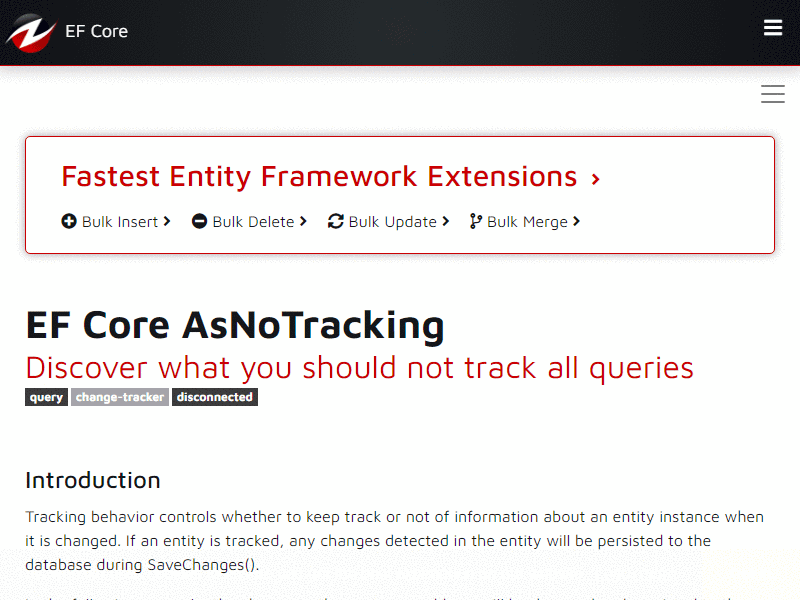 EF Core
Fastest Entity Framework Extensions
Bulk Insert Bulk Delete Bulk Update Bulk Merge
EF Core AsNoTracking
Discover what you should not track all queries
query change-tracker disconnected
Introduction
Tracking behavior controls whether to keep track or not of information about an entity instance when
it is changed. If an entity is tracked, any changes detected in the entity will be persisted to the
database during SaveChanges().